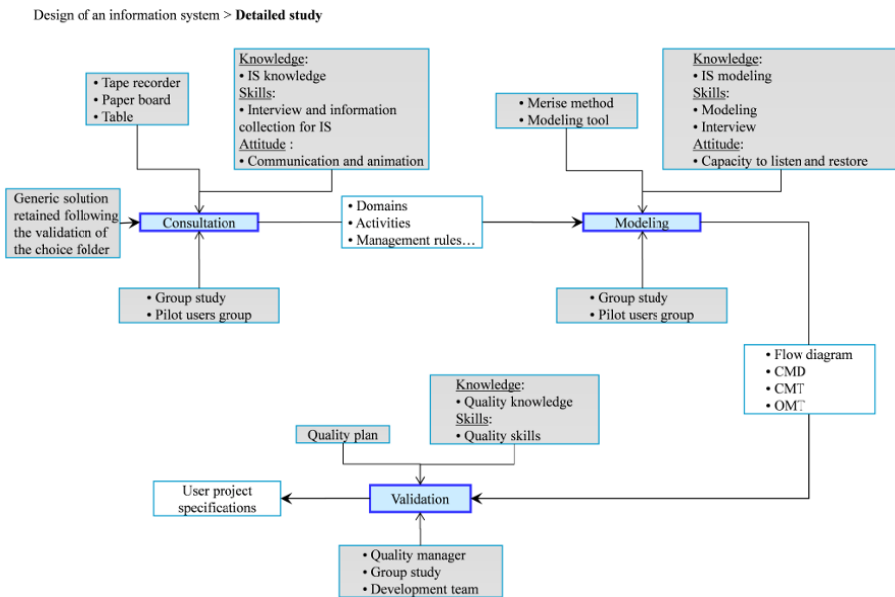 Design of an information system > Detailed study
• Tape recorder
• Paper board
• Table
Knowledge:
• IS knowledge
Skills:
• Interview and information
collection for IS
Attitude :
• Communication and animation
• Merise method
• Modeling tool
Knowledge:
• IS modeling
Skills:
• Modeling
• Interview
Attitude:
• Capacity to listen and restore
Generic solution
retained following
the validation of
the choice folder
Consultation
• Domains
• Activities
• Management rules…
Modeling
• Group study
• Pilot users group
• Group study
• Pilot users group
• Flow diagram
• CMD
• CMT
• OMT
Quality plan
Knowledge:
• Quality knowledge
Skills:
• Quality skills
User project
specifications
Validation
• Quality manager
• Group study
• Development team